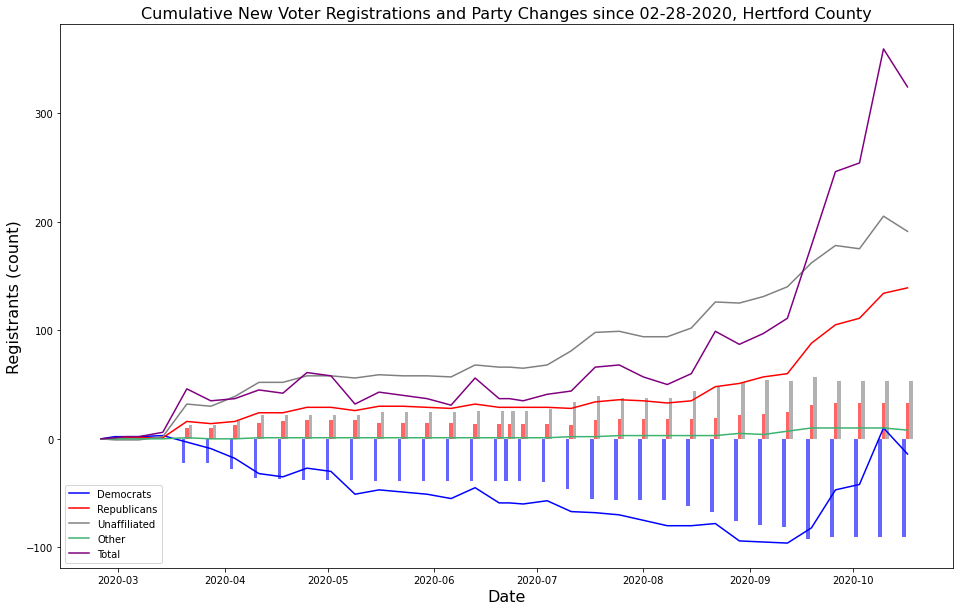 Cumulative New Voter Registrations and Party Changes since 02-28-2020, Hertford County
Registrants (count)
300
200
100
0
−100
Democrats
Republicans
Unaffiliated
Other
Total
2020-03 2020-04 2020-05 2020-06 2020-07 2020-08 2020-09 2020-10
Date